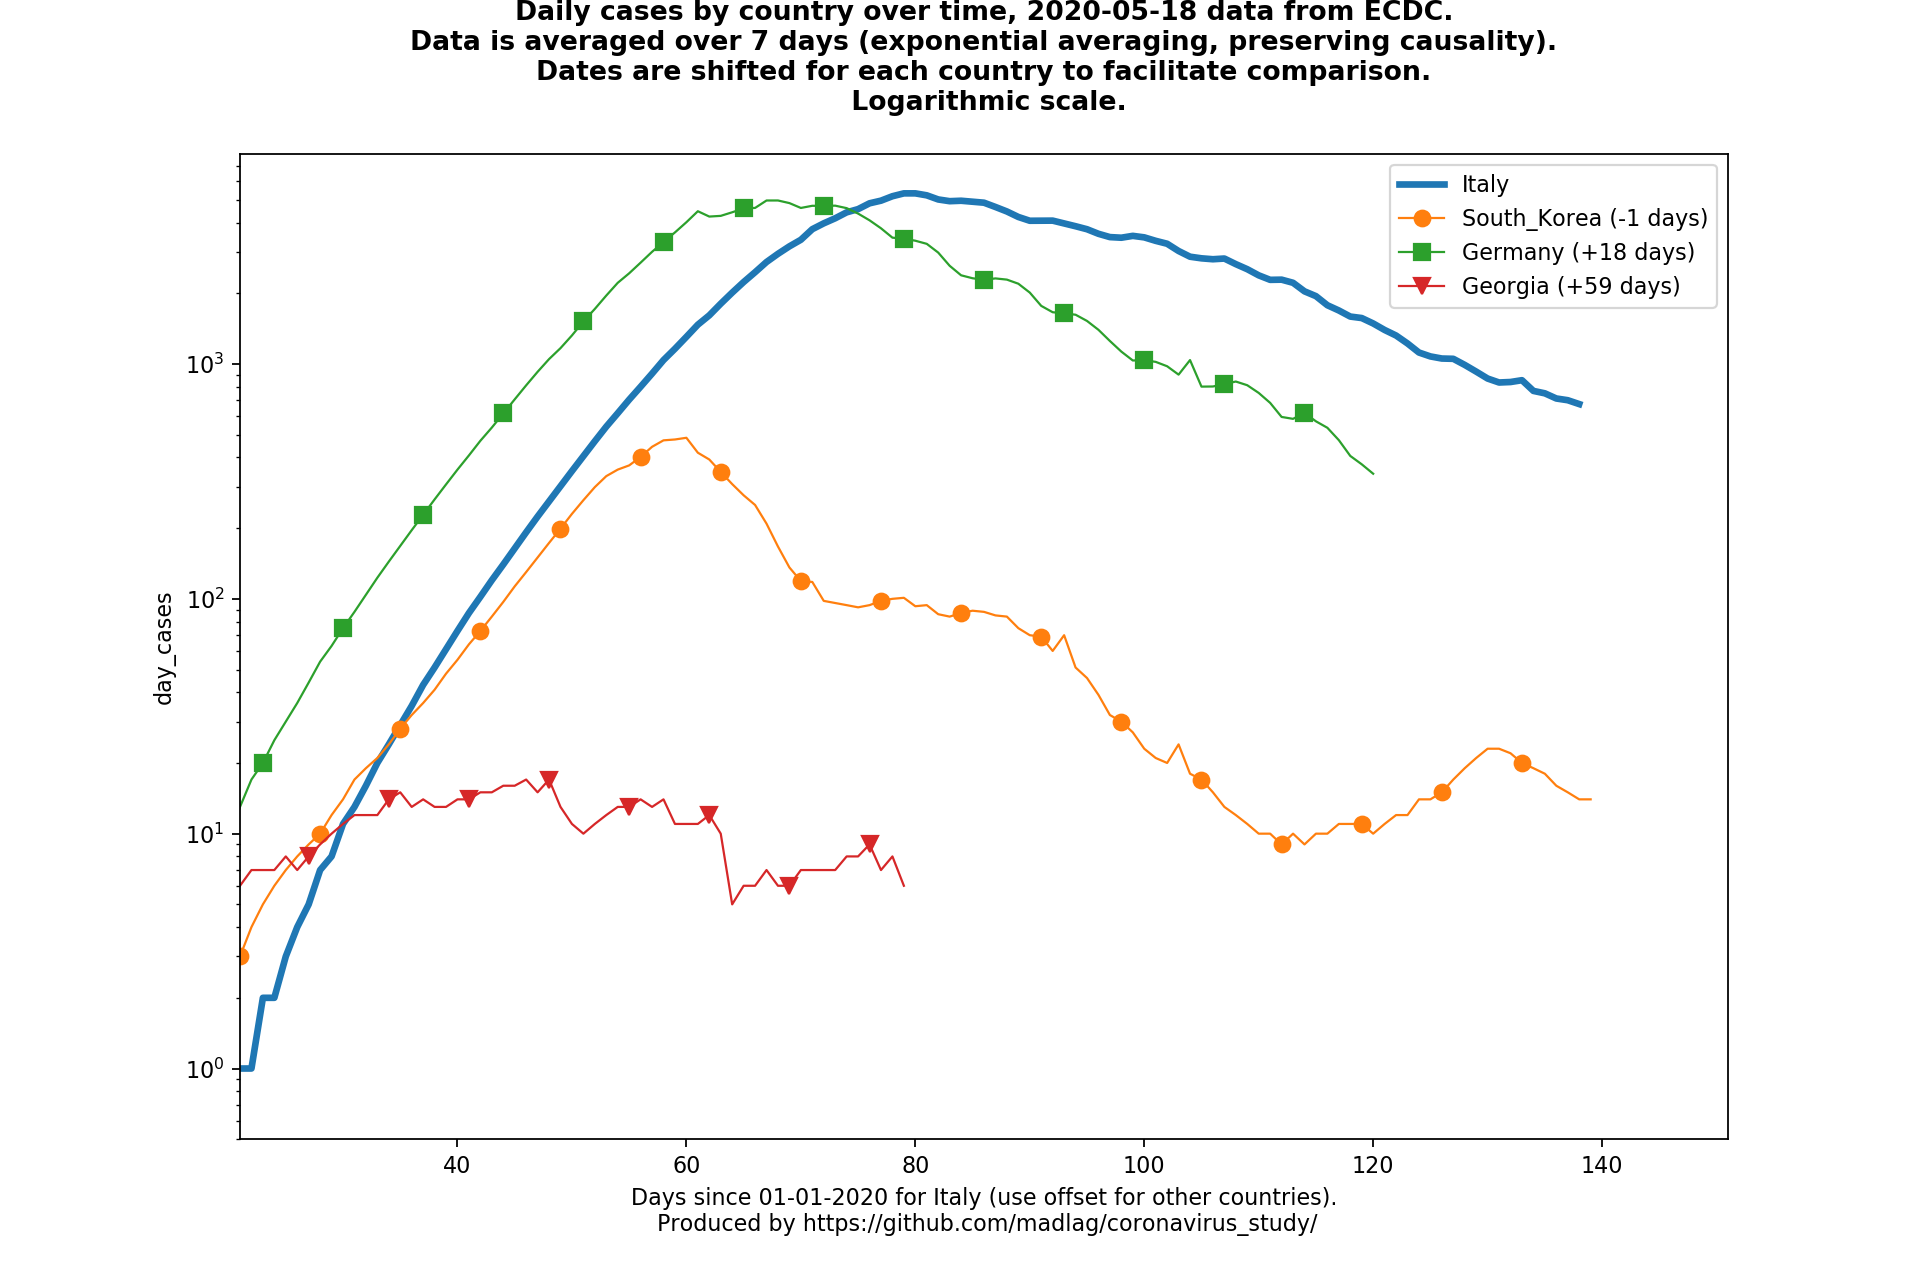 Daily cases by country over time, 2020-05-18 data from ECDC.
Data is averaged over 7 days (exponential averaging, preserving causality).
Dates are shifted for each country to facilitate comparison.
Logarithmic scale.
Italy
South_Korea (-1 days)
Germany (+18 days)
Georgia (+59 days)
10³
10²
10¹
10⁰
day_cases
40 60 80 100 120 140
Days since 01-01-2020 for Italy (use offset for other countries).
Produced by https://github.com/madlag/coronavirus_study/